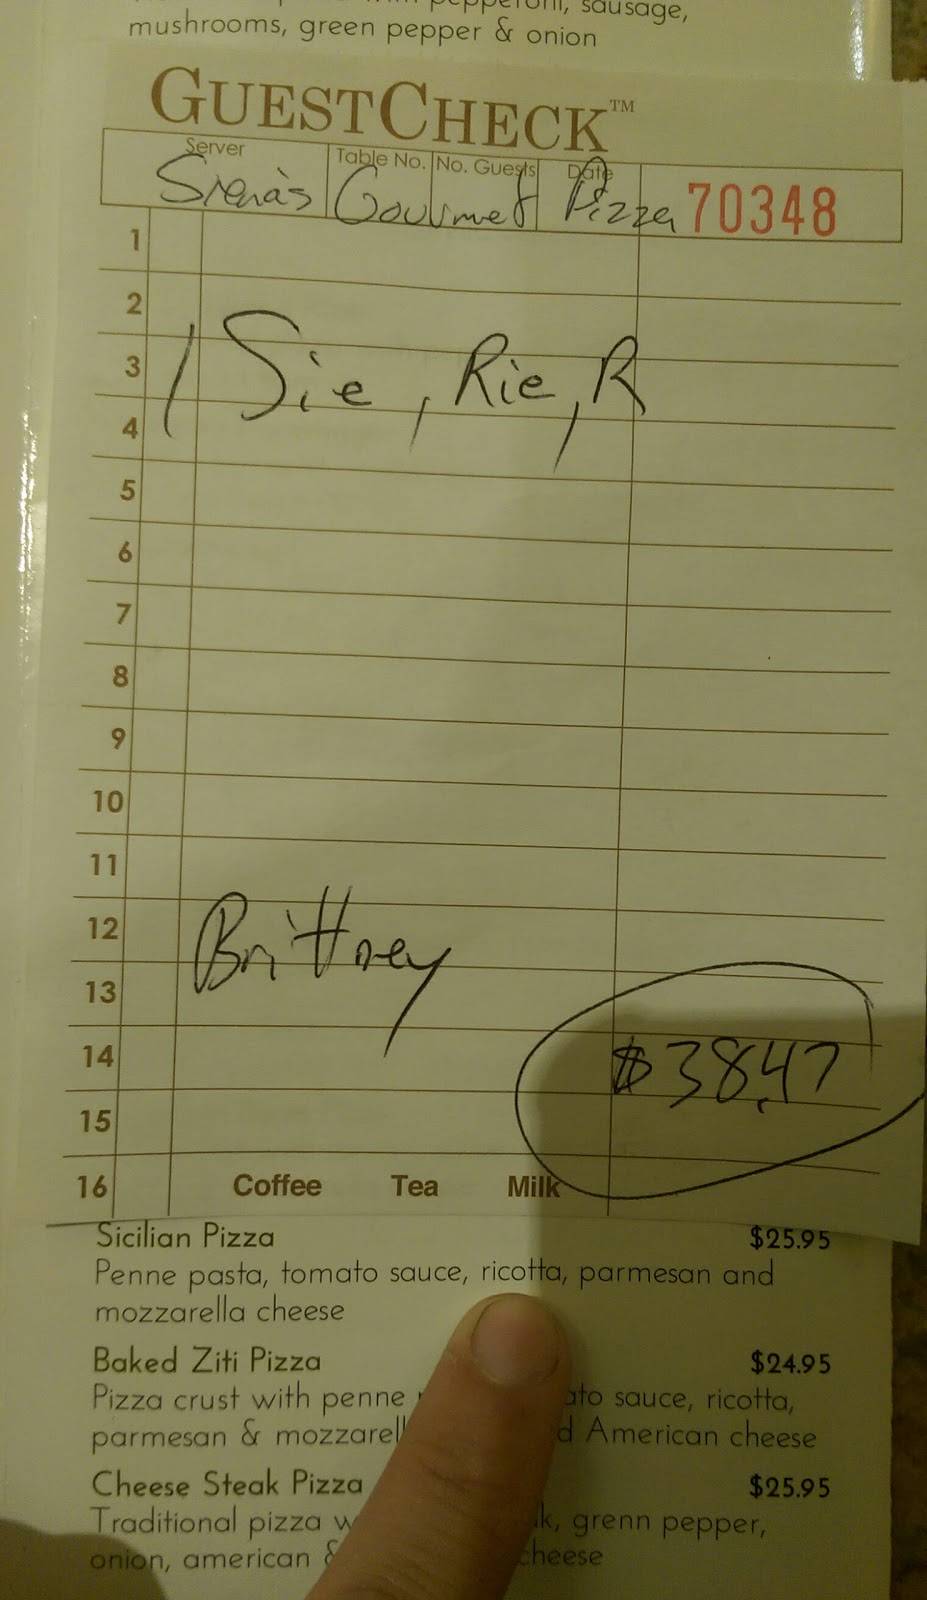 pepperoni, sausage,
mushrooms, green pepper & onion
GUESTCHECK™
Server Table No. No. Guests Date
Siena's Gourmet Pizza 70348
1
2
3 1 Sie, Rie, R
4
5
6
7
8
9
10
11
12 Brittney
13
14 $38.47
15
16 Coffee Tea Milk
Sicilian Pizza $25.95
Penne pasta, tomato sauce, ricotta, parmesan and
mozzarella cheese
Baked Ziti Pizza $24.95
Pizza crust with penne sauce, ricotta,
parmesan & American cheese
Cheese Steak Pizza $25.95
Traditional pizza grenn pepper,
onion, american & cheese